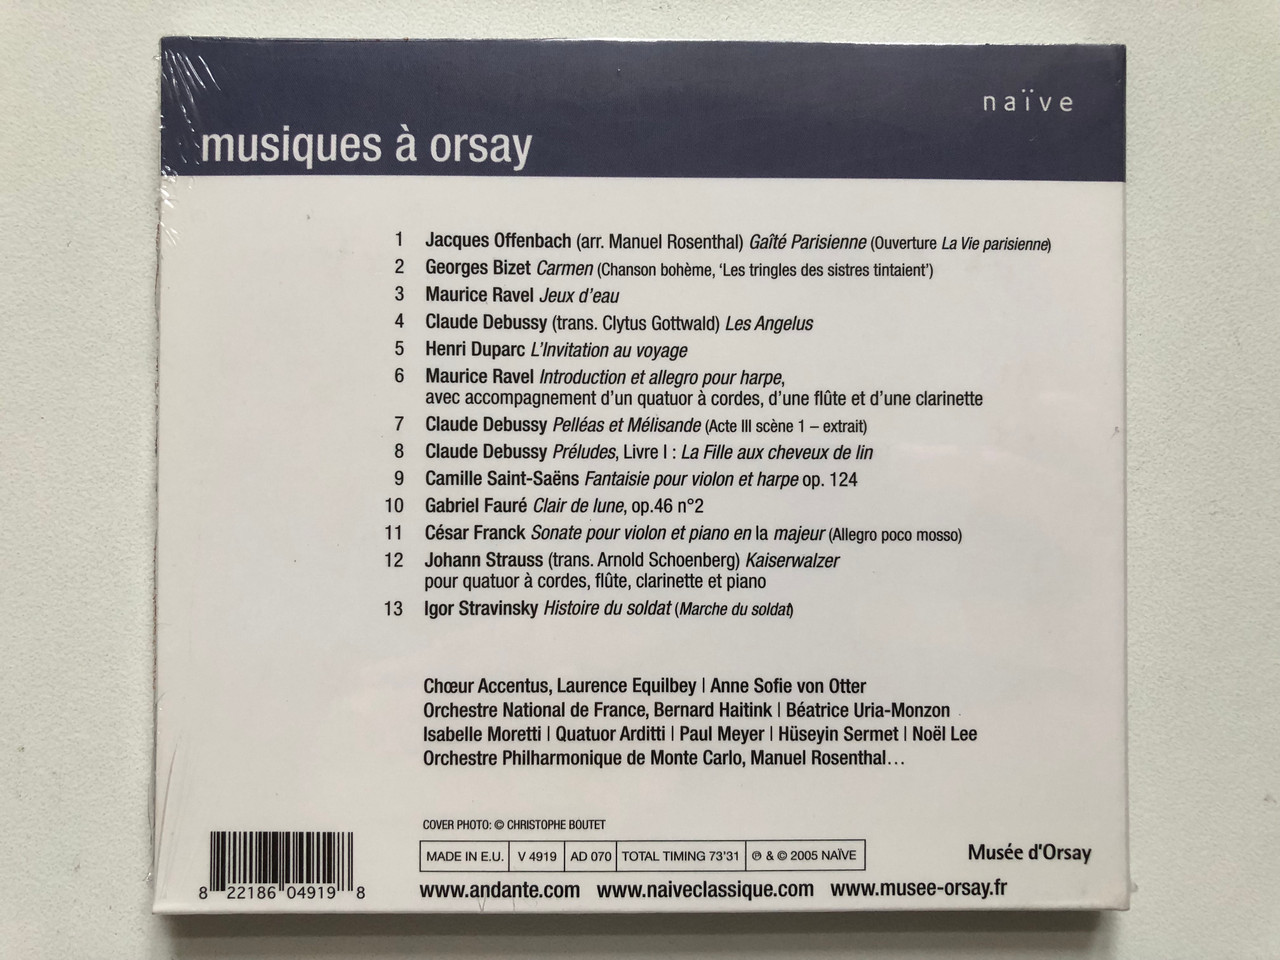 naïve
musiques à orsay
1 Jacques Offenbach (arr. Manuel Rosenthal) Gaîté Parisienne (Ouverture La Vie parisienne)
2 Georges Bizet Carmen (Chanson bohème, ‘Les tringles des sistres tintaient’)
3 Maurice Ravel Jeux d’eau
4 Claude Debussy (trans. Clytus Gottwald) Les Angelus
5 Henri Duparc L’Invitation au voyage
6 Maurice Ravel Introduction et allegro pour harpe,
avec accompagnement d’un quatuor à cordes, d’une flûte et d’une clarinette
7 Claude Debussy Pelléas et Mélisande (Acte III scène 1 – extrait)
8 Claude Debussy Préludes, Livre I : La Fille aux cheveux de lin
9 Camille Saint-Saëns Fantaisie pour violon et harpe op. 124
10 Gabriel Fauré Clair de lune, op.46 n°2
11 César Franck Sonate pour violon et piano en la majeur (Allegro poco mosso)
12 Johann Strauss (trans. Arnold Schoenberg) Kaiserwalzer
pour quatuor à cordes, flûte, clarinette et piano
13 Igor Stravinsky Histoire du soldat (Marche du soldat)
Chœur Accentus, Laurence Equilbey | Anne Sofie von Otter
Orchestre National de France, Bernard Haitink | Béatrice Uria-Monzon
Isabelle Moretti | Quatuor Arditti | Paul Meyer | Hüseyin Sermet | Noël Lee
Orchestre Philharmonique de Monte Carlo, Manuel Rosenthal…
COVER PHOTO: © CHRISTOPHE BOUTET
MADE IN E.U. V 4919 AD 070 TOTAL TIMING 73’31 ℗ & © 2005 NAÏVE
Musée d’Orsay
8 22186 04919 8
www.andante.com www.naiveclassique.com www.musee-orsay.fr